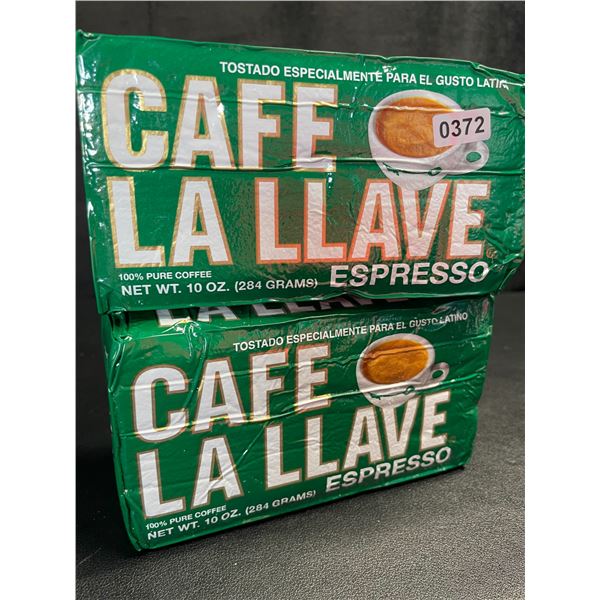 TOSTADO ESPECIALMENTE PARA EL GUSTO
CAFE
0372
LA LLAVE
100% PURE COFFEE
NET WT. 10 OZ. (284 GRAMS)
ESPRESSO
LA LLA
TOSTADO ESPECIALMENTE PARA EL GUSTO LATINO
CAFE
LA LLAVE
ESPRESSO
100% PURE COFFEE
NET WT. 10 OZ. (284 GRAMS)